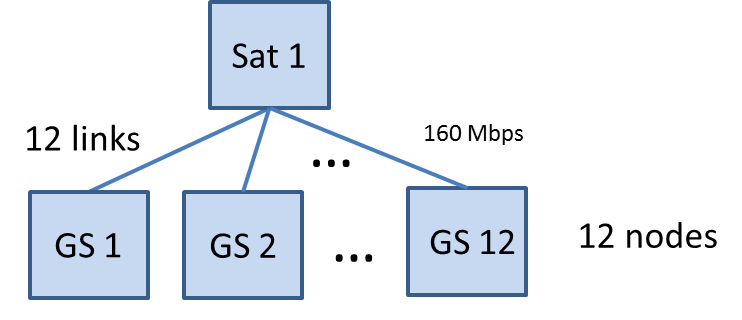 Sat 1
12 links
160 Mbps
...
GS 1
GS 2
...
GS 12
12 nodes